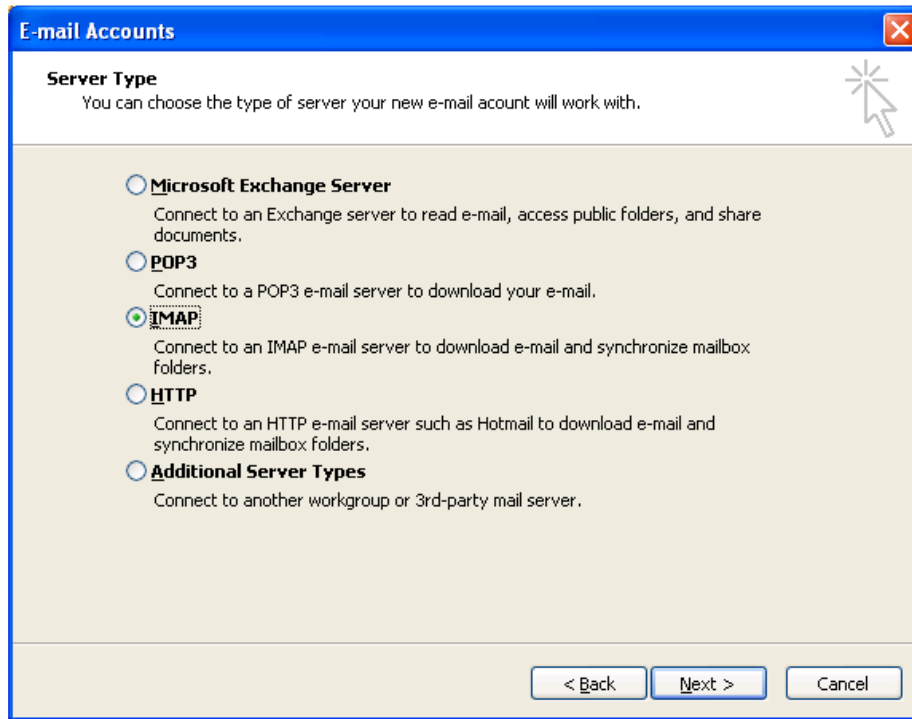 E-mail Accounts
Server Type
You can choose the type of server your new e-mail acount will work with.
Microsoft Exchange Server
Connect to an Exchange server to read e-mail, access public folders, and share
documents.
POP3
Connect to a POP3 e-mail server to download your e-mail.
IMAP
Connect to an IMAP e-mail server to download e-mail and synchronize mailbox
folders.
HTTP
Connect to an HTTP e-mail server such as Hotmail to download e-mail and
synchronize mailbox folders.
Additional Server Types
Connect to another workgroup or 3rd-party mail server.
< Back Next > Cancel